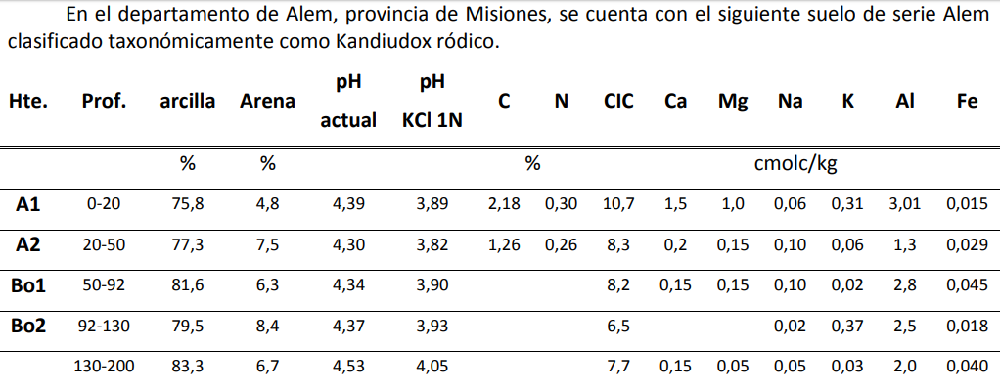 En el departamento de Alem, provincia de Misiones, se cuenta con el siguiente suelo de serie Alem
clasificado taxonómicamente como Kandiudox ródico.
Hte. Prof. arcilla Arena pH actual pH KCl 1N C N CIC Ca Mg Na K Al Fe
% % % cmolc/kg
A1 0-20 75,8 4,8 4,39 3,89 2,18 0,30 10,7 1,5 1,0 0,06 0,31 3,01 0,015
A2 20-50 77,3 7,5 4,30 3,82 1,26 0,26 8,3 0,2 0,15 0,10 0,06 1,3 0,029
Bo1 50-92 81,6 6,3 4,34 3,90 8,2 0,15 0,15 0,10 0,02 2,8 0,045
Bo2 92-130 79,5 8,4 4,37 3,93 6,5 0,02 0,37 2,5 0,018
130-200 83,3 6,7 4,53 4,05 7,7 0,15 0,05 0,05 0,03 2,0 0,040